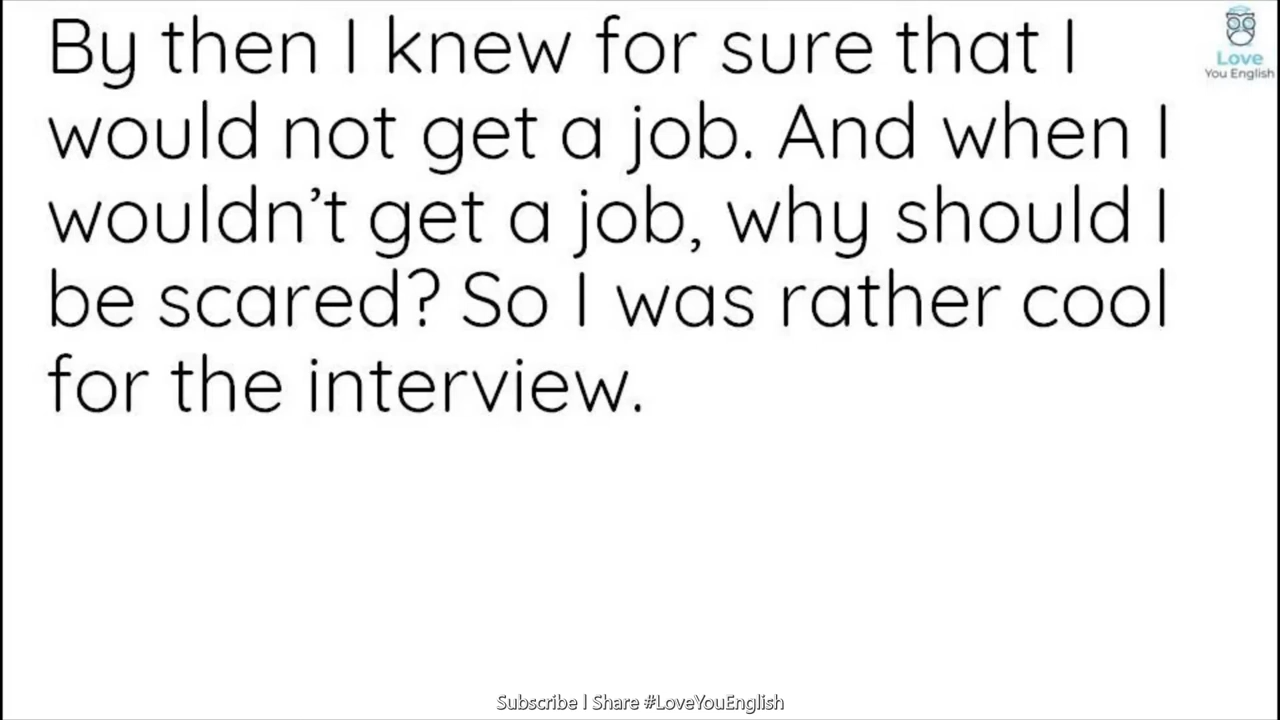 By then I knew for sure that I
would not get a job. And when I
wouldn't get a job, why should I
be scared? So I was rather cool
for the interview.
Love
You English
Subscribe | Share #LoveYouEnglish